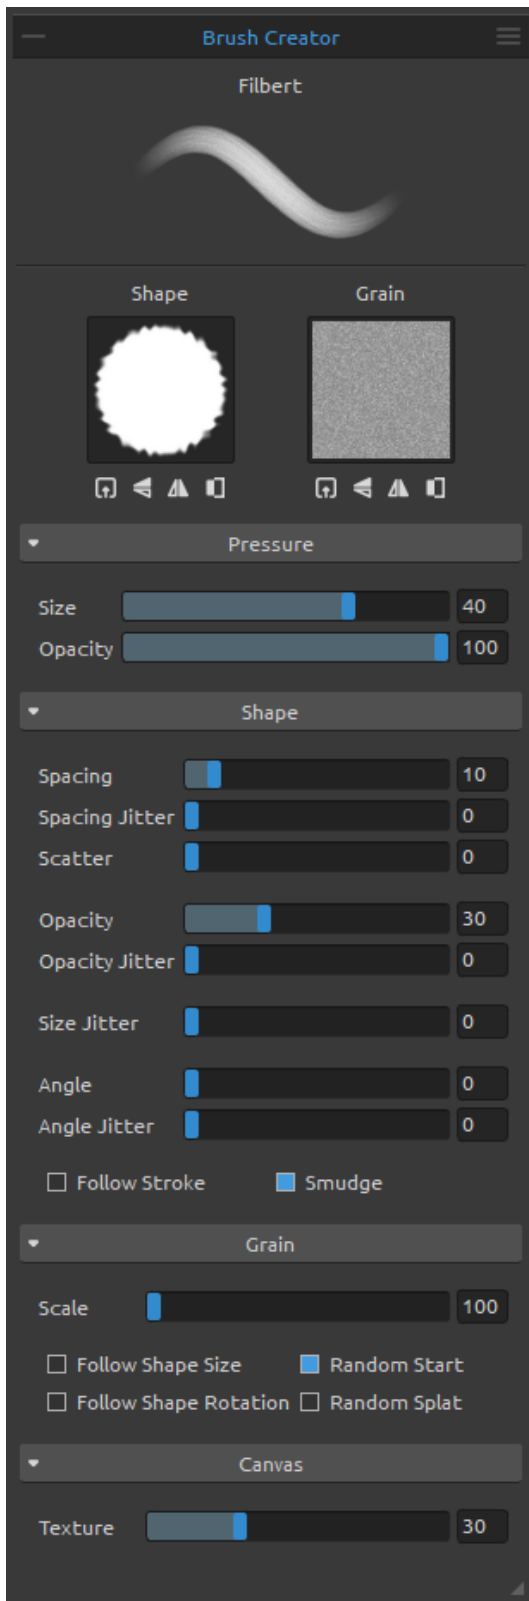 Brush Creator
Filbert
Shape Grain
Pressure
Size 40
Opacity 100
Shape
Spacing 10
Spacing Jitter 0
Scatter 0
Opacity 30
Opacity Jitter 0
Size Jitter 0
Angle 0
Angle Jitter 0
Follow Stroke Smudge
Grain
Scale 100
Follow Shape Size Random Start
Follow Shape Rotation Random Splat
Canvas
Texture 30